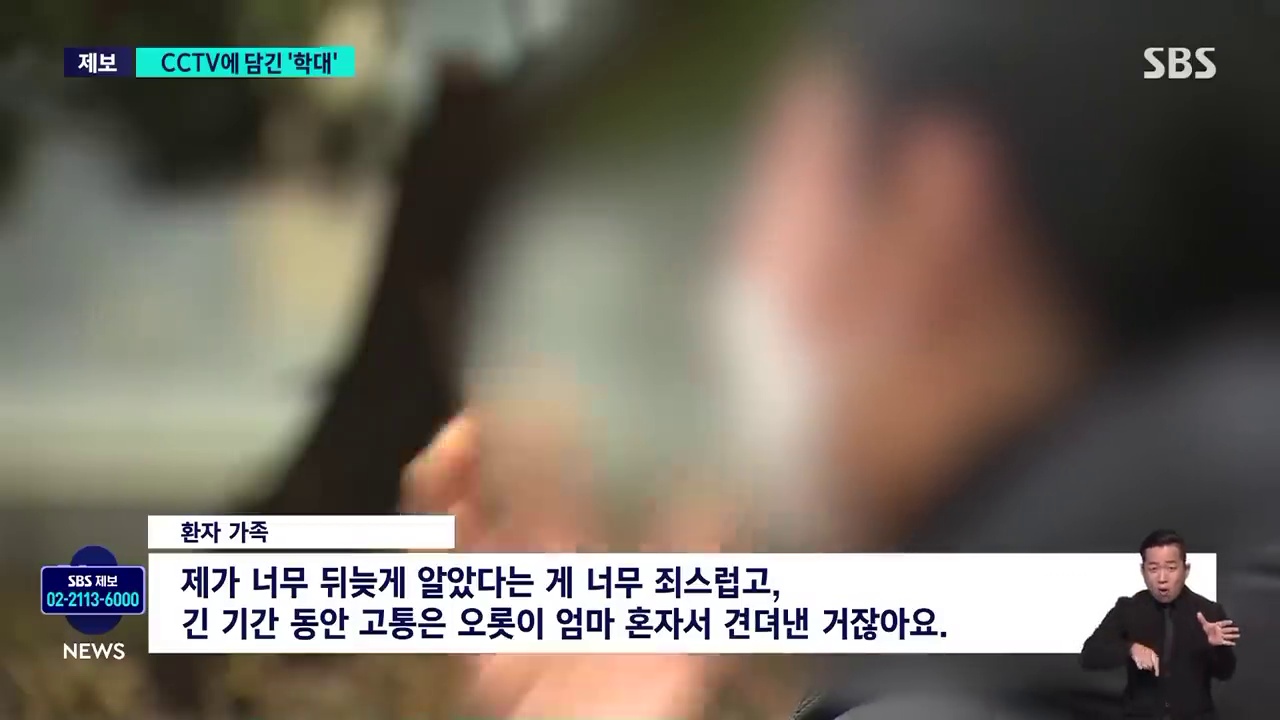 제보 CCTV에 담긴 '학대'
SBS
환자 가족
제가 너무 뒤늦게 알았다는 게 너무 죄스럽고,
긴 기간 동안 고통은 오롯이 엄마 혼자서 견뎌낸 거잖아요.
SBS 제보
02-2113-6000
NEWS